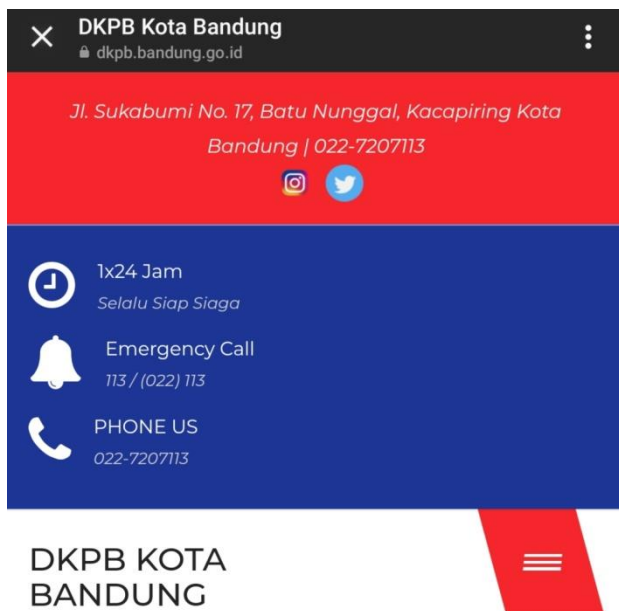 DKPB Kota Bandung
dkpb.bandung.go.id
Jl. Sukabumi No. 17, Batu Nunggal, Kacapiring Kota
Bandung | 022-7207113
1x24 Jam
Selalu Siap Siaga
Emergency Call
113 / (022) 113
PHONE US
022-7207113
DKPB KOTA
BANDUNG